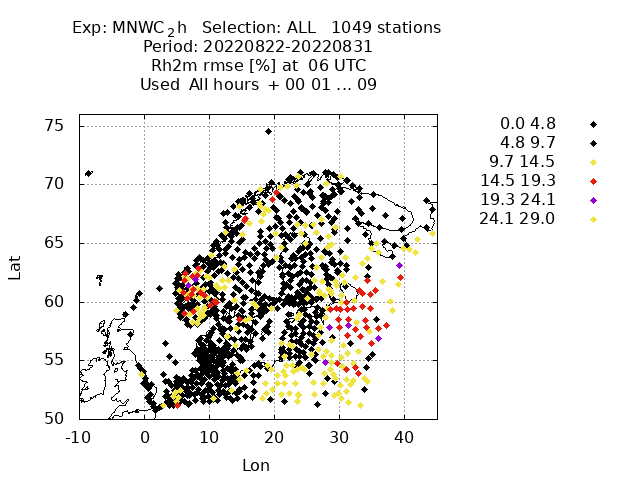 Exp: MNWC_2h Selection: ALL 1049 stations
Period: 20220822-20220831
Rh2m rmse [%] at 06 UTC
Used All hours + 00 01 ... 09
0.0 4.8
4.8 9.7
9.7 14.5
14.5 19.3
19.3 24.1
24.1 29.0
75
70
65
60
55
50
Lat
-10 0 10 20 30 40
Lon